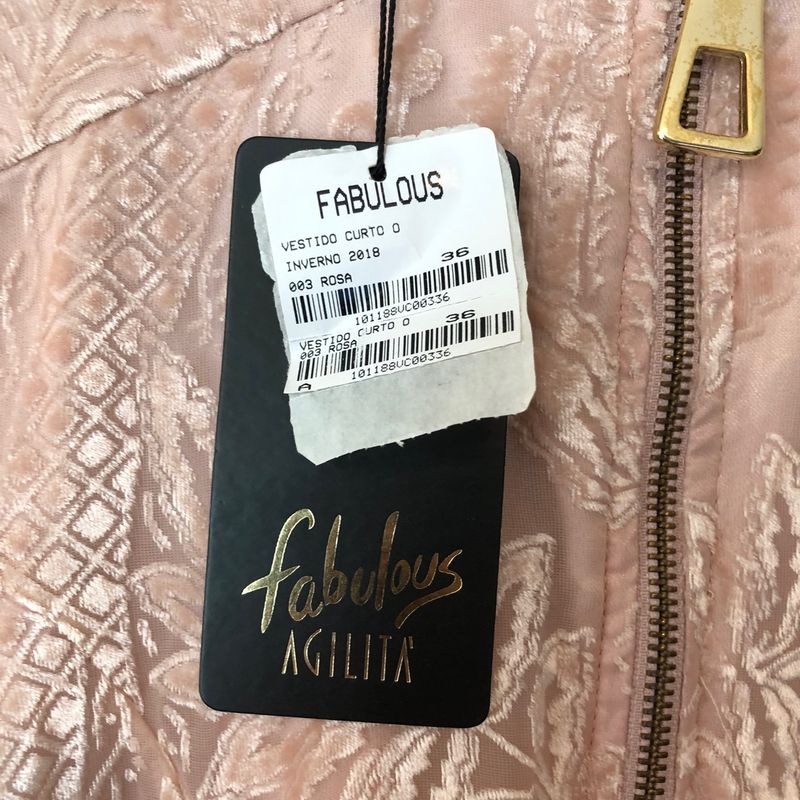 FABULOUS
VESTIDO CURTO O
INVERNO 2018
36
003 ROSA
101188VC00336
VESTIDO CURTO O
36
003 ROSA
A
101188VC00336
fabulous
AGILITÀ